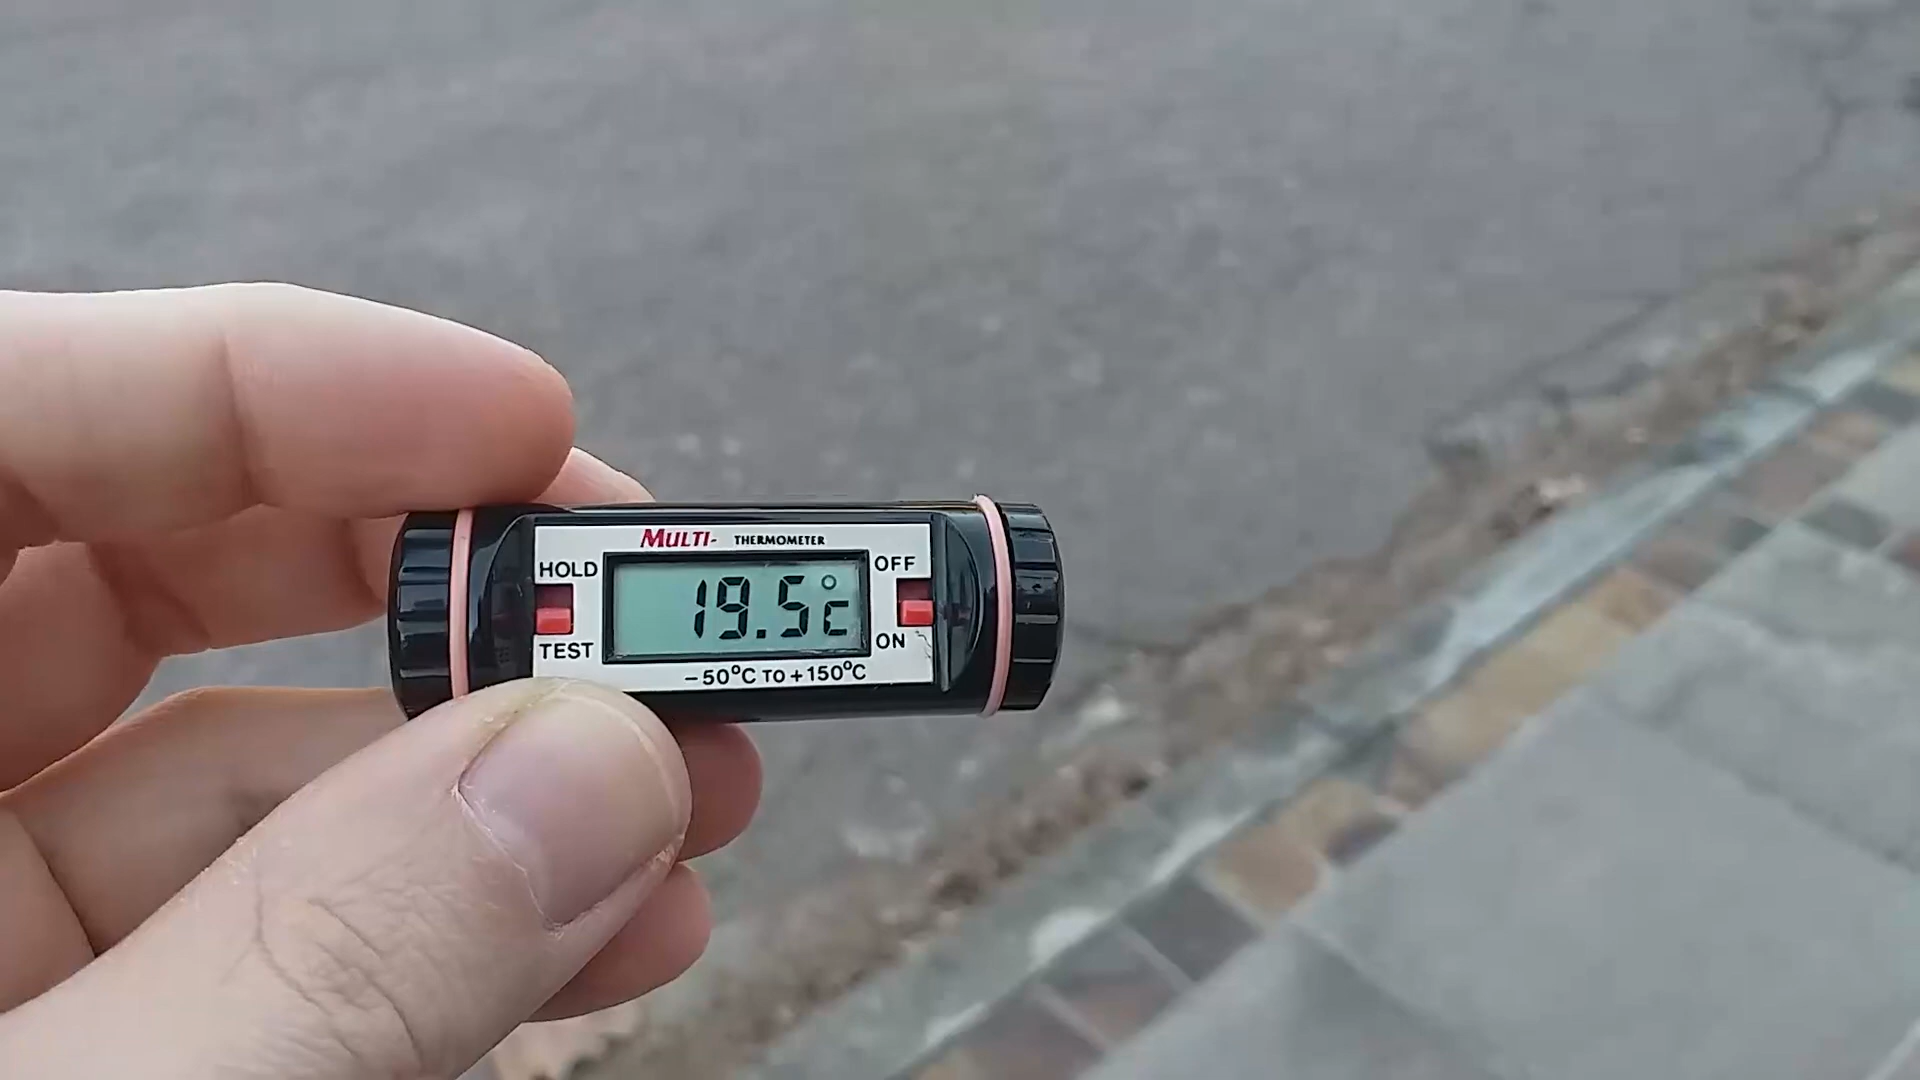 MULTI- THERMOMETER
HOLD
OFF
19.5°c
TEST
ON
-50°C TO +150°C